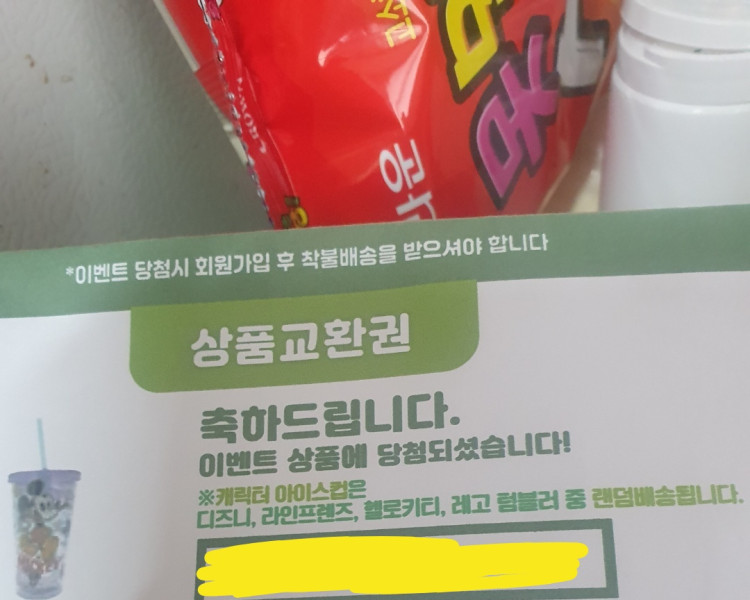 CROWN
*이벤트 당첨시 회원가입 후 착불배송을 받으셔야 합니다
상품교환권
축하드립니다.
이벤트 상품에 당첨되셨습니다!
※캐릭터 아이스컵은
디즈니, 라인프렌즈, 헬로키티, 레고 텀블러 중 랜덤배송됩니다.